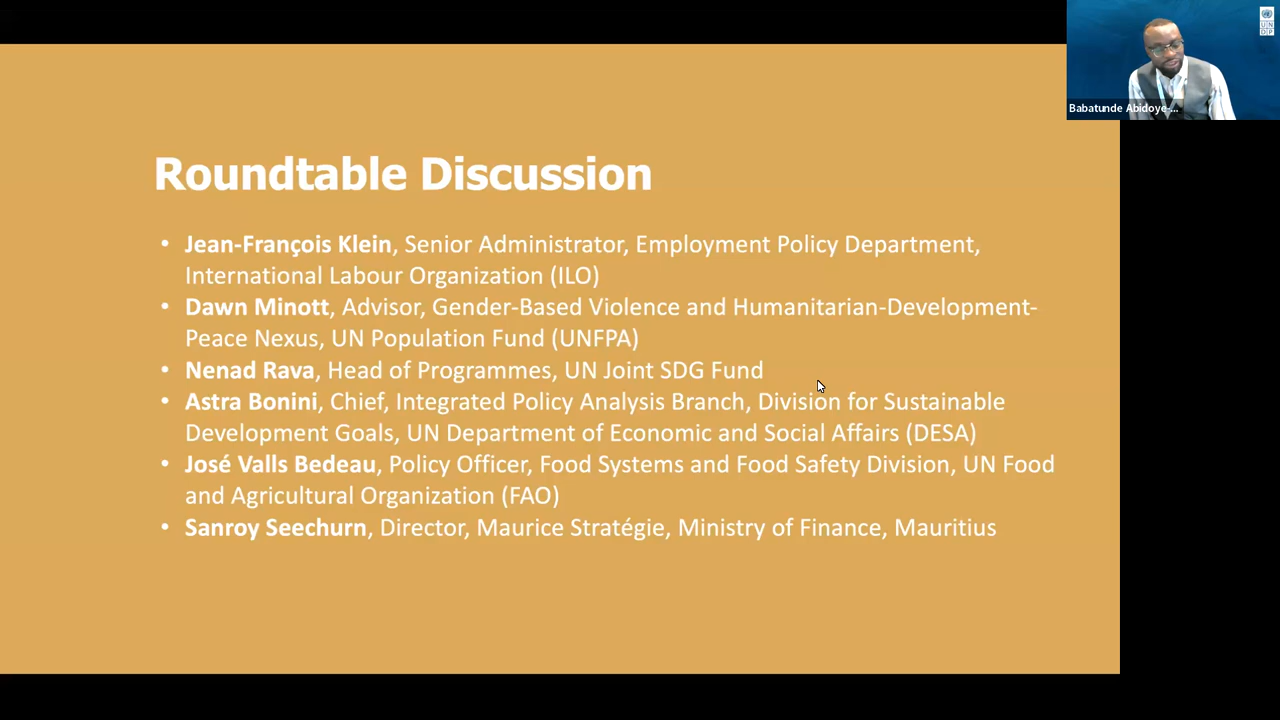 Roundtable Discussion
• Jean-François Klein, Senior Administrator, Employment Policy Department,
International Labour Organization (ILO)
• Dawn Minott, Advisor, Gender-Based Violence and Humanitarian-Development-
Peace Nexus, UN Population Fund (UNFPA)
• Nenad Rava, Head of Programmes, UN Joint SDG Fund
• Astra Bonini, Chief, Integrated Policy Analysis Branch, Division for Sustainable
Development Goals, UN Department of Economic and Social Affairs (DESA)
• José Valls Bedeau, Policy Officer, Food Systems and Food Safety Division, UN Food
and Agricultural Organization (FAO)
• Sanroy Seechurn, Director, Maurice Stratégie, Ministry of Finance, Mauritius
Babatunde Abidoye-...
U N
D P